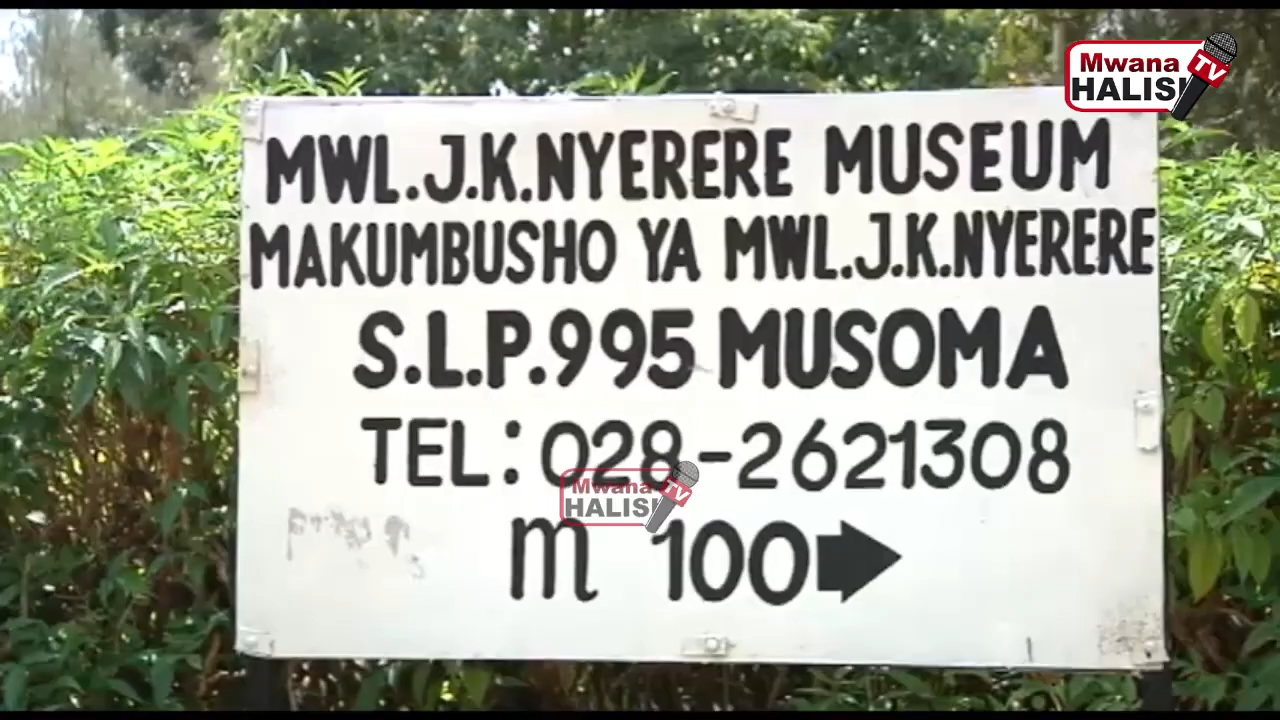 Mwana
HALISI
TV
MWL.J.K.NYERERE MUSEUM
MAKUMBUSHO YA MWL.J.K.NYERERE
S.L.P.995 MUSOMA
TEL: 028-2621308
Mwana
HALISI
TV
m 100